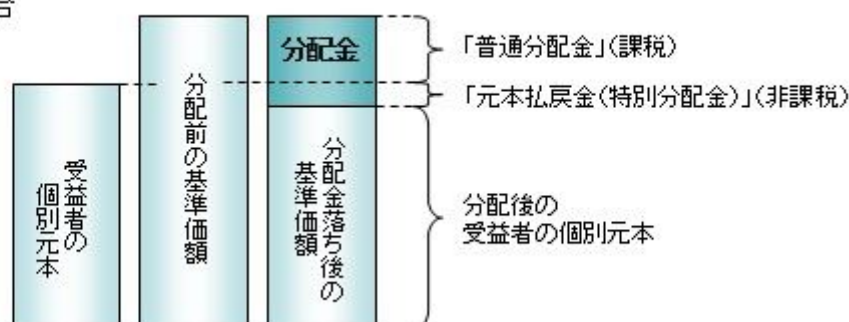 受益者の
個別元本
分配前の基準価額
分配金
分配金落ち後の
基準価額
「普通分配金」(課税)
「元本払戻金(特別分配金)」(非課税)
分配後の
受益者の個別元本